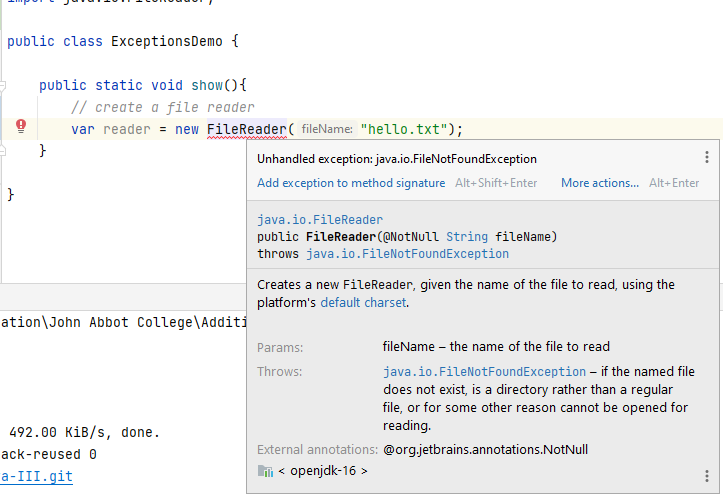 import java.io.FileReader;
public class ExceptionsDemo {
public static void show(){
// create a file reader
var reader = new FileReader( fileName: "hello.txt");
}
}
Unhandled exception: java.io.FileNotFoundException
Add exception to method signature Alt+Shift+Enter More actions... Alt+Enter
java.io.FileReader
public FileReader(@NotNull String fileName)
throws java.io.FileNotFoundException
Creates a new FileReader, given the name of the file to read, using the
platform's default charset.
Params: fileName – the name of the file to read
Throws: java.io.FileNotFoundException – if the named file
does not exist, is a directory rather than a regular
file, or for some other reason cannot be opened for
reading.
External annotations: @org.jetbrains.annotations.NotNull
< openjdk-16 >
ation\John Abbot College\Additi
492.00 KiB/s, done.
ack-reused 0
a-III.git